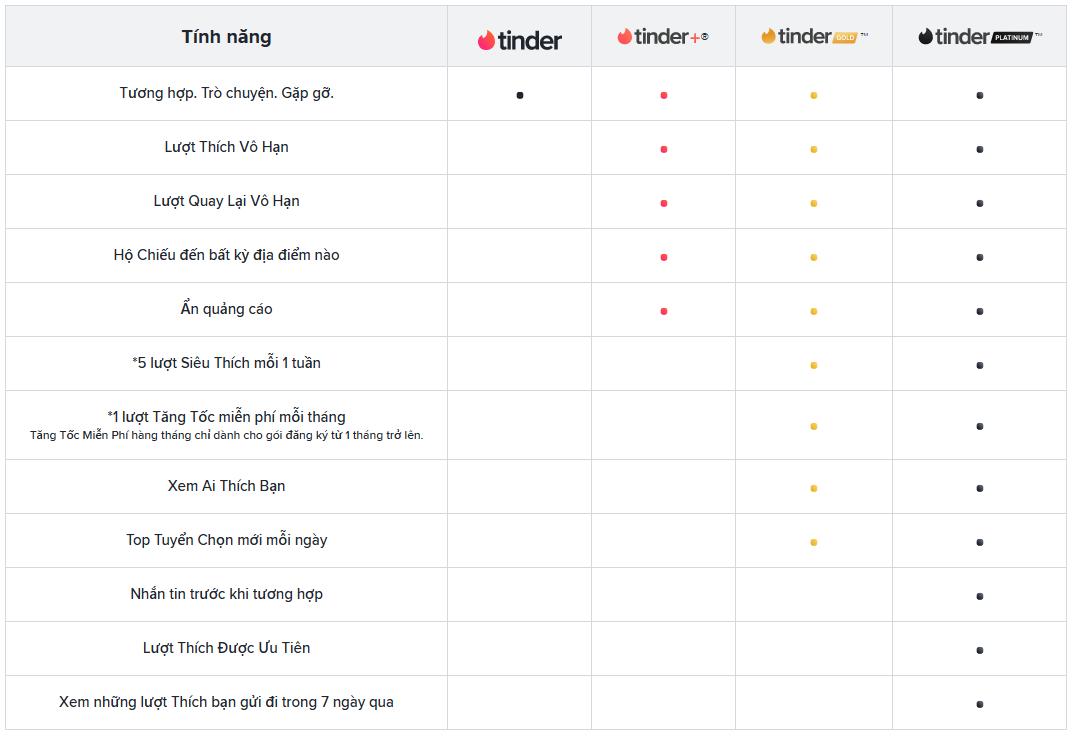 Tính năng
tinder
tinder+®
tinder GOLD ™
tinder PLATINUM ™
Tương hợp. Trò chuyện. Gặp gỡ.
Lượt Thích Vô Hạn
Lượt Quay Lại Vô Hạn
Hộ Chiếu đến bất kỳ địa điểm nào
Ẩn quảng cáo
*5 lượt Siêu Thích mỗi 1 tuần
*1 lượt Tăng Tốc miễn phí mỗi tháng
Tăng Tốc Miễn Phí hàng tháng chỉ dành cho gói đăng ký từ 1 tháng trở lên.
Xem Ai Thích Bạn
Top Tuyển Chọn mới mỗi ngày
Nhắn tin trước khi tương hợp
Lượt Thích Được Ưu Tiên
Xem những lượt Thích bạn gửi đi trong 7 ngày qua